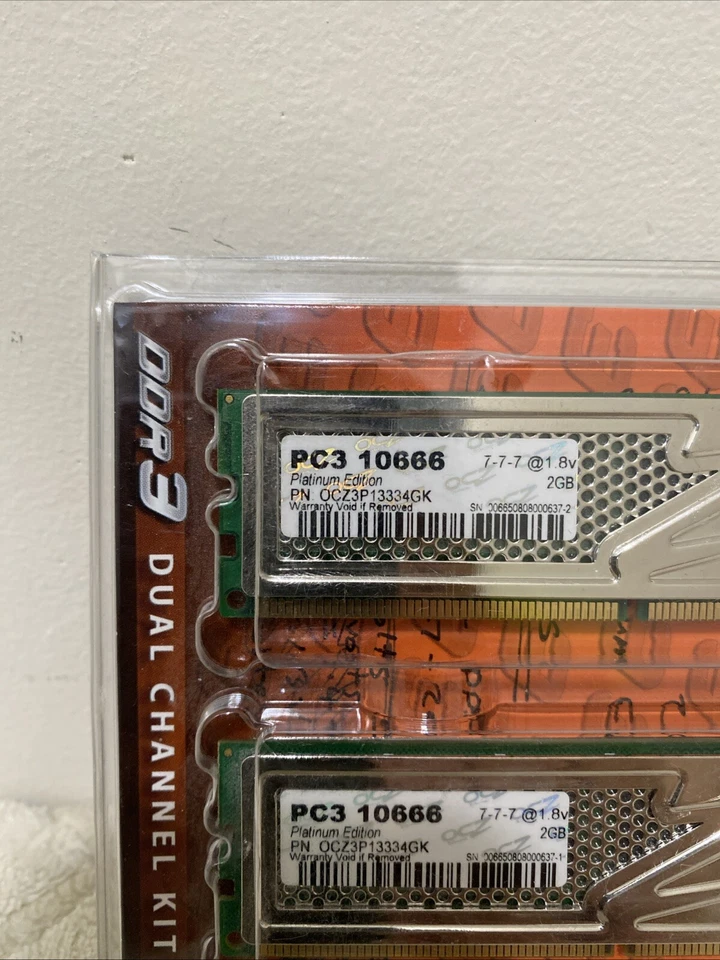 DDR3
DUAL CHANNEL KIT
PC3 10666
7-7-7 @1.8v
Platinum Edition
2GB
PN OCZ3P13334GK
Warranty Void if Removed
SN 006650808000637-2
PC3 10666
7-7-7 @1.8v
Platinum Edition
2GB
PN OCZ3P13334GK
Warranty Void if Removed
SN 006650808000637-1